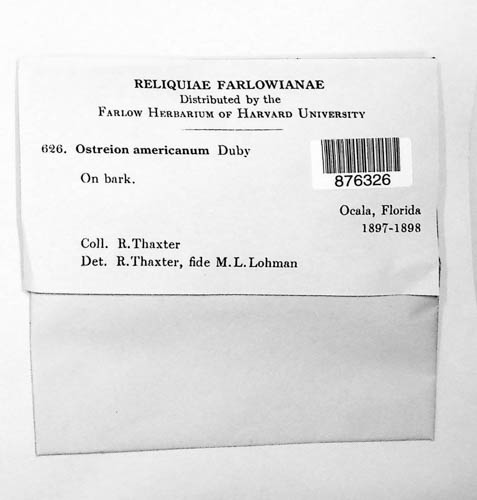 RELIQUIAE FARLOWIANAE
Distributed by the
FARLOW HERBARIUM OF HARVARD UNIVERSITY
626. Ostreion americanum Duby
On bark.
876326
Ocala, Florida
1897-1898
Coll. R.Thaxter
Det. R.Thaxter, fide M.L.Lohman